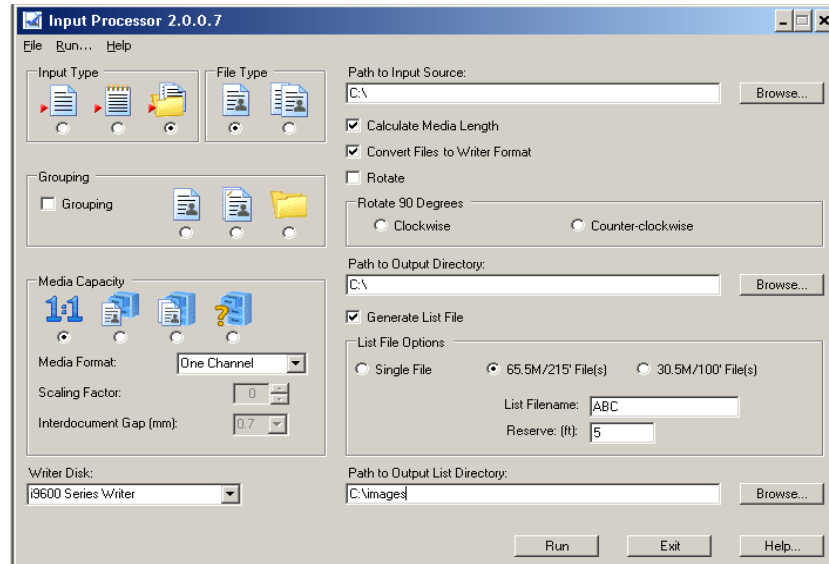 Input Processor 2.0.0.7
File Run... Help
Input Type
File Type
Grouping
Grouping
Media Capacity
1:1
?
Media Format: One Channel
Scaling Factor: 0
Interdocument Gap (mm): 0.7
Writer Disk:
i9600 Series Writer
Path to Input Source:
C:\ Browse...
Calculate Media Length
Convert Files to Writer Format
Rotate
Rotate 90 Degrees
Clockwise Counter-clockwise
Path to Output Directory:
C:\ Browse...
Generate List File
List File Options
Single File 65.5M/215' File(s) 30.5M/100' File(s)
List Filename: ABC
Reserve: (ft): 5
Path to Output List Directory:
C:\images Browse...
Run Exit Help...